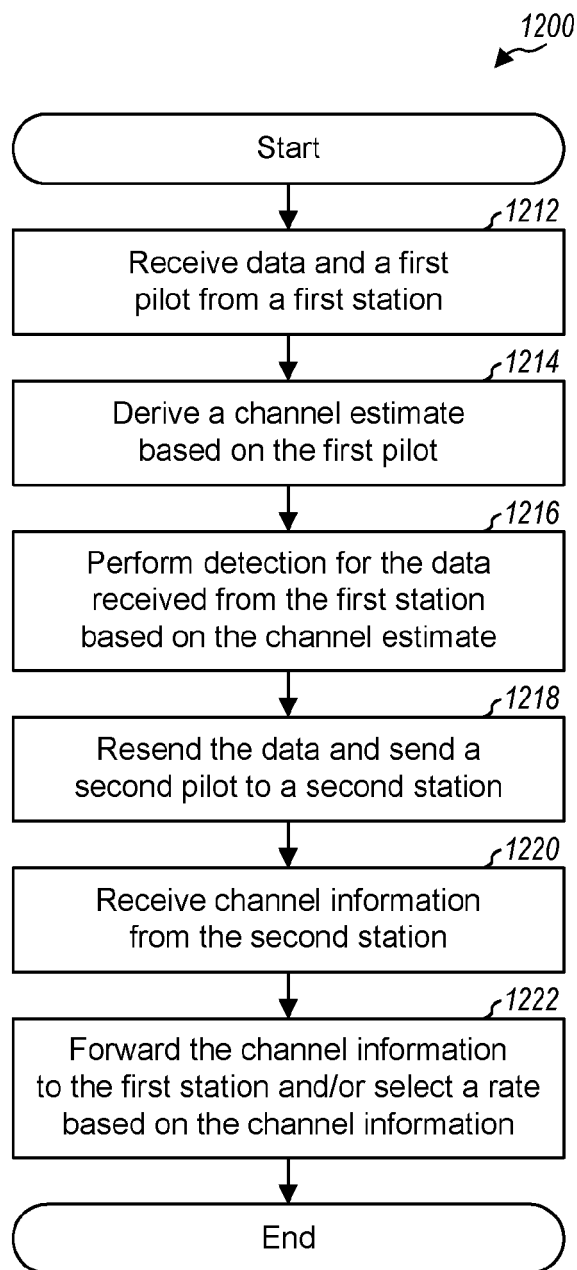 1200
Start
1212
Receive data and a first
pilot from a first station
1214
Derive a channel estimate
based on the first pilot
1216
Perform detection for the data
received from the first station
based on the channel estimate
1218
Resend the data and send a
second pilot to a second station
1220
Receive channel information
from the second station
1222
Forward the channel information
to the first station and/or select a rate
based on the channel information
End